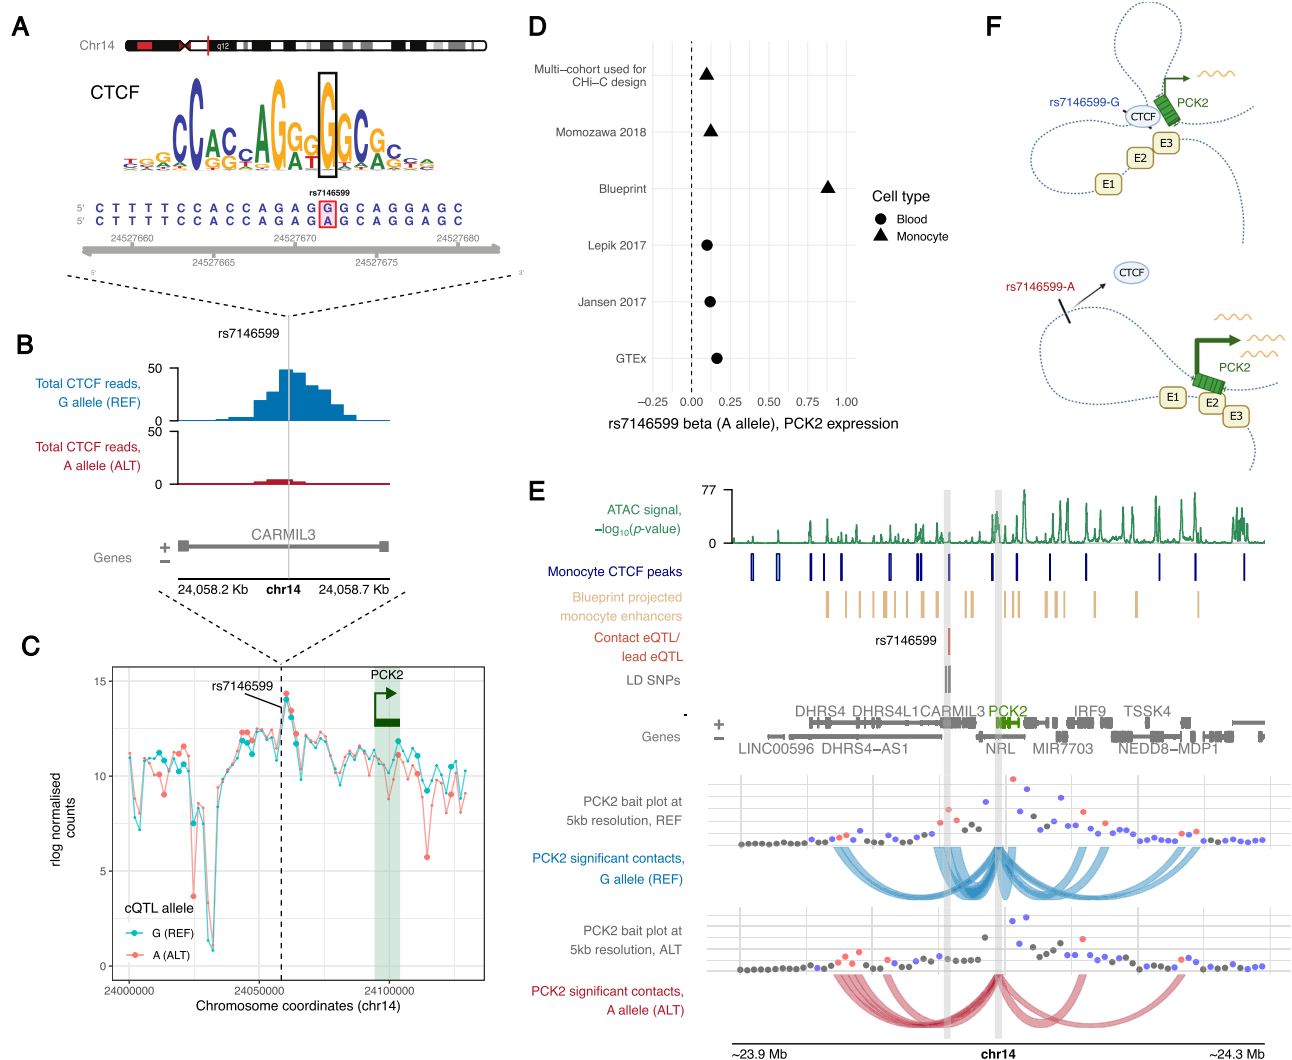 A
Chr14
q12
CTCF
rs7146599
5' C T T T T C C A C C A G A G G G C A G G A G C
5' C T T T T C C A C C A G A G A G C A G G A G C
24527660
24527670
24527680
24527665
24527675
5'
3'
B
rs7146599
Total CTCF reads,
G allele (REF)
50
0
Total CTCF reads,
A allele (ALT)
50
0
CARMIL3
Genes
+
−
24,058.2 Kb
chr14
24,058.7 Kb
C
rs7146599
PCK2
15
10
5
0
rlog normalised
counts
cQTL allele
G (REF)
A (ALT)
24000000
24050000
24100000
Chromosome coordinates (chr14)
D
Multi−cohort used for
CHi−C design
Momozawa 2018
Blueprint
Lepik 2017
Jansen 2017
GTEx
−0.25
0.00
0.25
0.50
0.75
1.00
rs7146599 beta (A allele), PCK2 expression
Cell type
Blood
Monocyte
E
ATAC signal,
−log10(p-value)
77
0
Monocyte CTCF peaks
Blueprint projected
monocyte enhancers
Contact eQTL/
lead eQTL
rs7146599
LD SNPs
DHRS4 DHRS4L1 CARMIL3 PCK2 IRF9 TSSK4
+
Genes
−
LINC00596 DHRS4−AS1 NRL MIR7703 NEDD8−MDP1
PCK2 bait plot at
5kb resolution, REF
PCK2 significant contacts,
G allele (REF)
PCK2 bait plot at
5kb resolution, ALT
PCK2 significant contacts,
A allele (ALT)
~23.9 Mb
chr14
~24.3 Mb
F
rs7146599-G
CTCF
PCK2
E3
E2
E1
rs7146599-A
CTCF
PCK2
E1
E2
E3